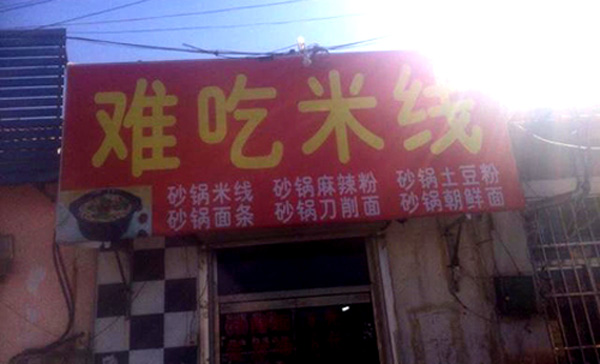 难吃米线
砂锅米线 砂锅麻辣粉 砂锅土豆粉
砂锅面条 砂锅刀削面 砂锅朝鲜面